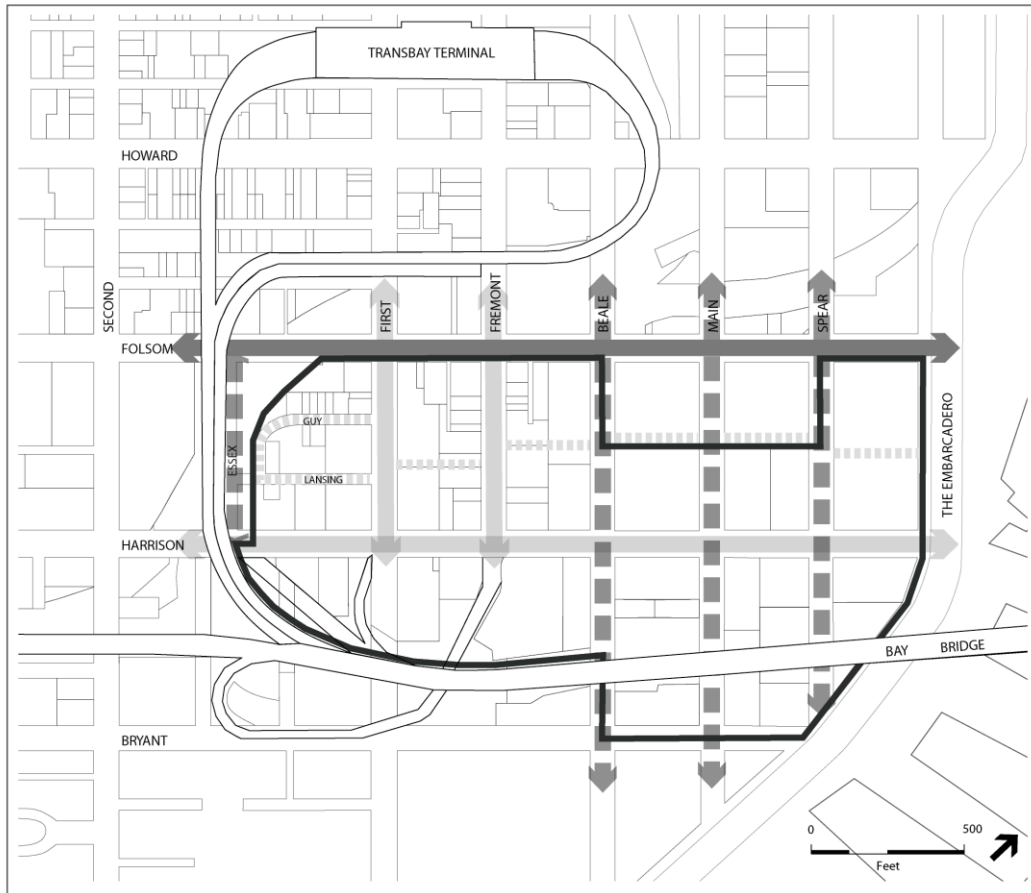 TRANSBAY TERMINAL
HOWARD
SECOND
FIRST
FREMONT
BEALE
MAIN
SPEAR
FOLSOM
THE EMBARCADERO
GUY
ESSEX
LANSING
HARRISON
BAY BRIDGE
BRYANT
0 500
Feet